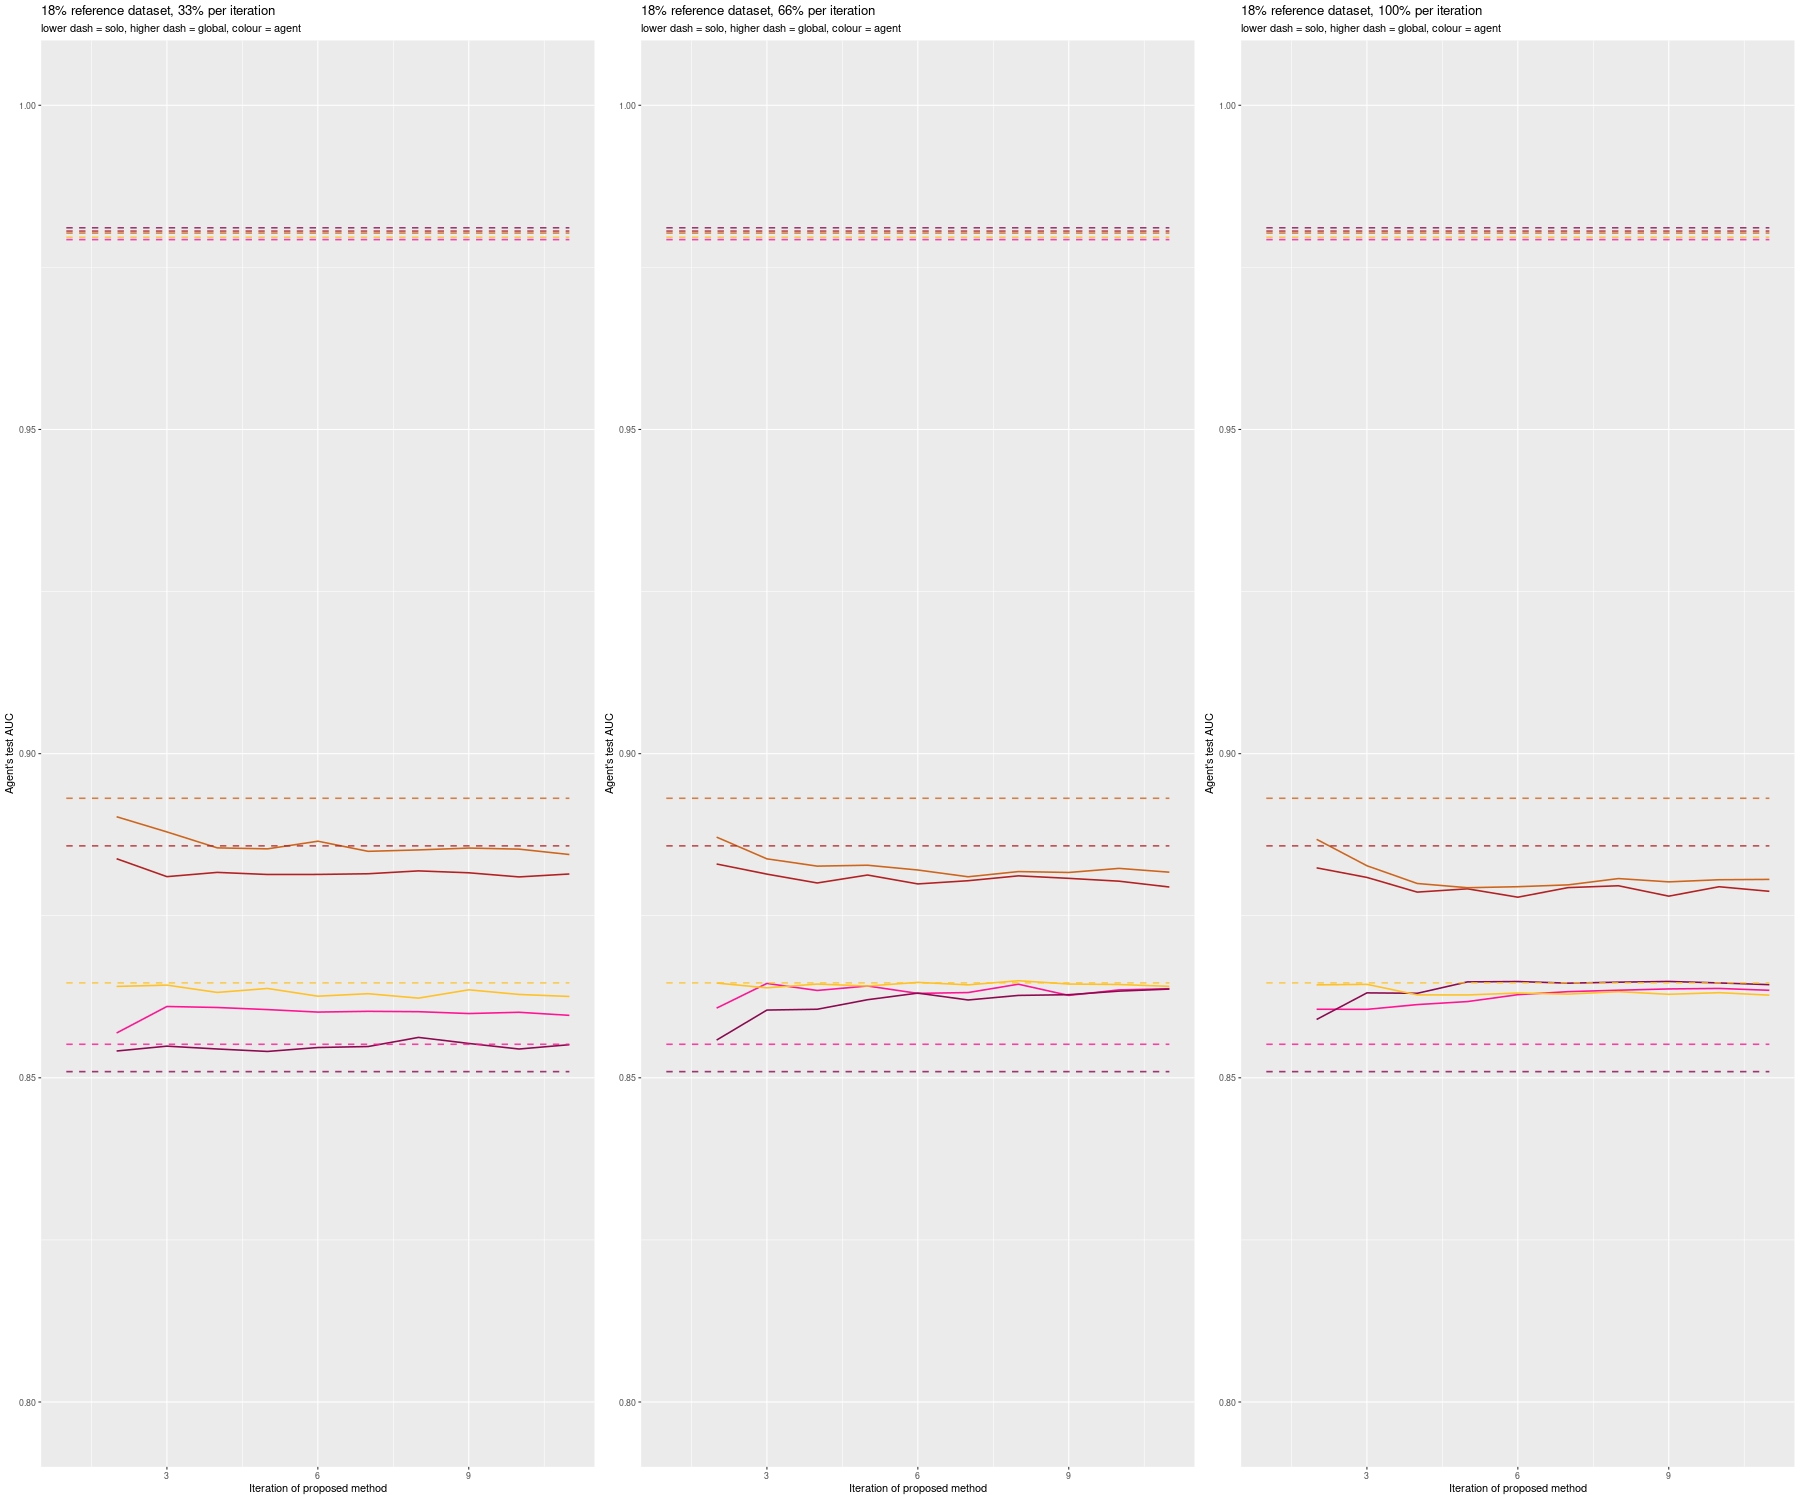 18% reference dataset, 33% per iteration
lower dash = solo, higher dash = global, colour = agent
1.00
0.95
0.90
0.85
0.80
Agent's test AUC
3
6
9
Iteration of proposed method
18% reference dataset, 66% per iteration
lower dash = solo, higher dash = global, colour = agent
1.00
0.95
0.90
0.85
0.80
Agent's test AUC
3
6
9
Iteration of proposed method
18% reference dataset, 100% per iteration
lower dash = solo, higher dash = global, colour = agent
1.00
0.95
0.90
0.85
0.80
Agent's test AUC
3
6
9
Iteration of proposed method